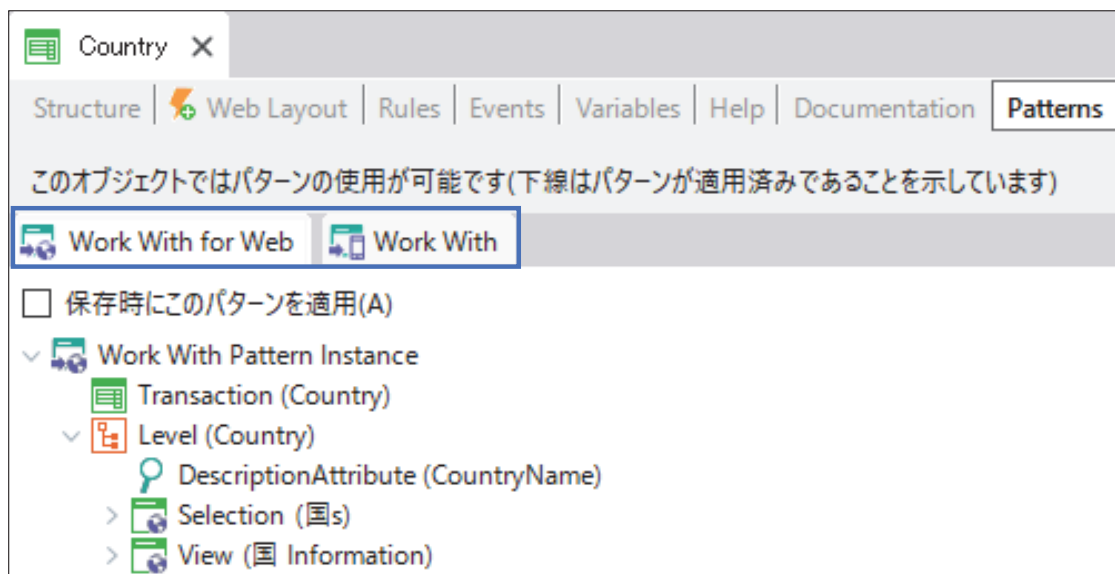 Country
Structure Web Layout Rules Events Variables Help Documentation Patterns
このオブジェクトではパターンの使用が可能です(下線はパターンが適用済みであることを示しています)
Work With for Web Work With
保存時にこのパターンを適用(A)
Work With Pattern Instance
Transaction (Country)
Level (Country)
DescriptionAttribute (CountryName)
Selection (国s)
View (国 Information)